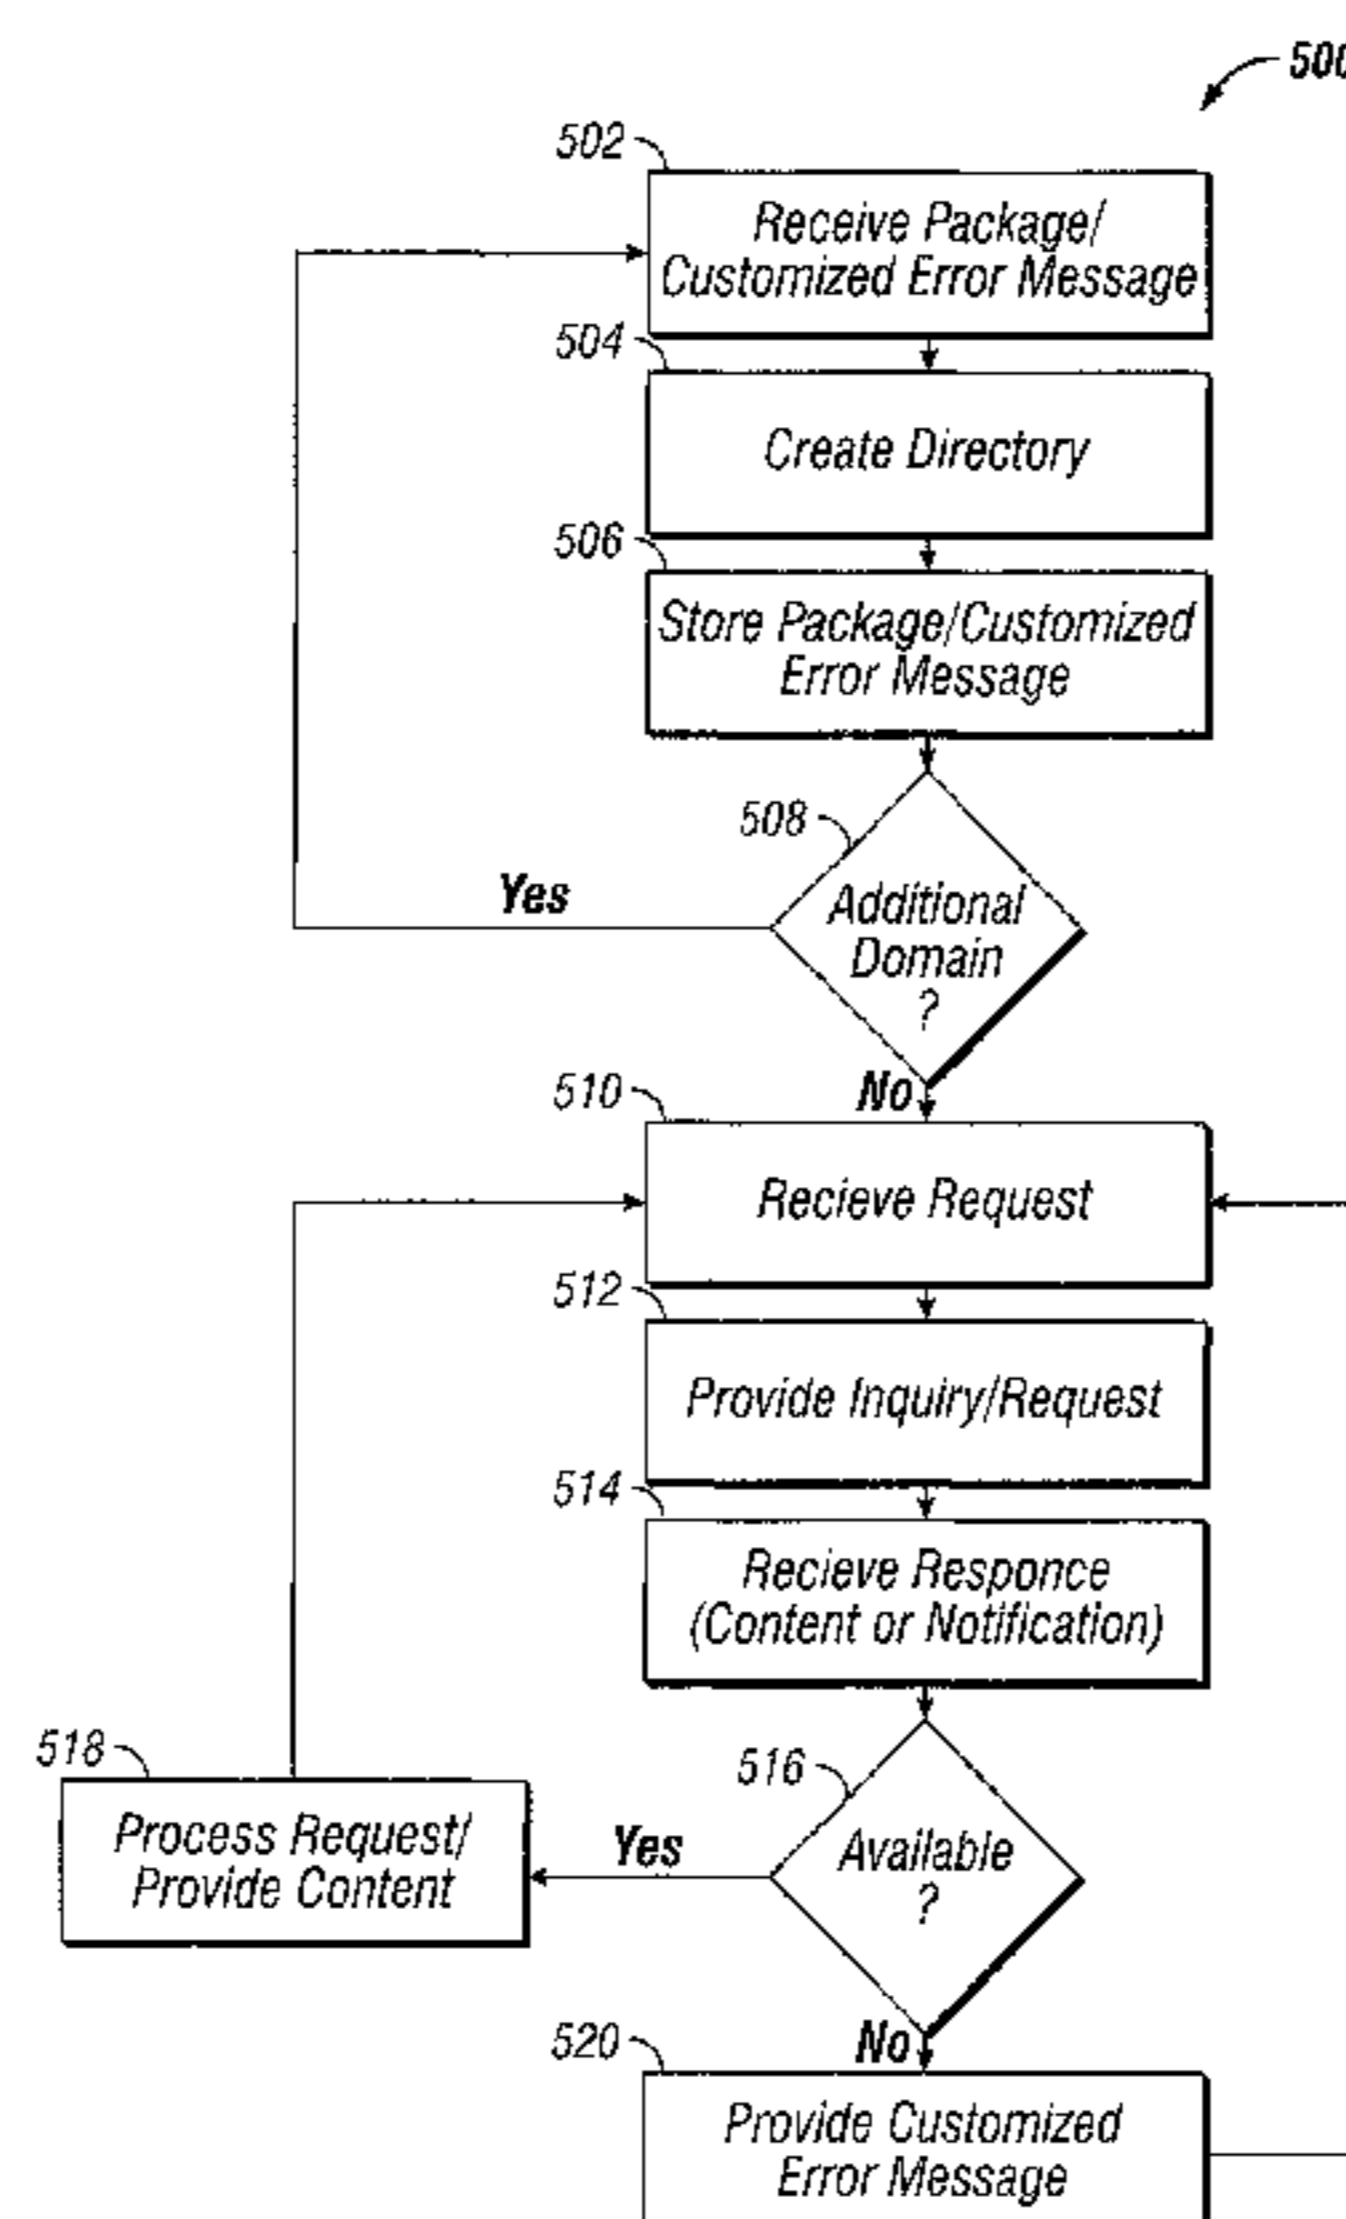 500
502
Receive Package/
Customized Error Message
504
Create Directory
506
Store Package/Customized
Error Message
508
Additional
Domain
?
Yes
No
510
Recieve Request
512
Provide Inquiry/Request
514
Recieve Responce
(Content or Notification)
516
Available
?
Yes
518
Process Request/
Provide Content
No
520
Provide Customized
Error Message